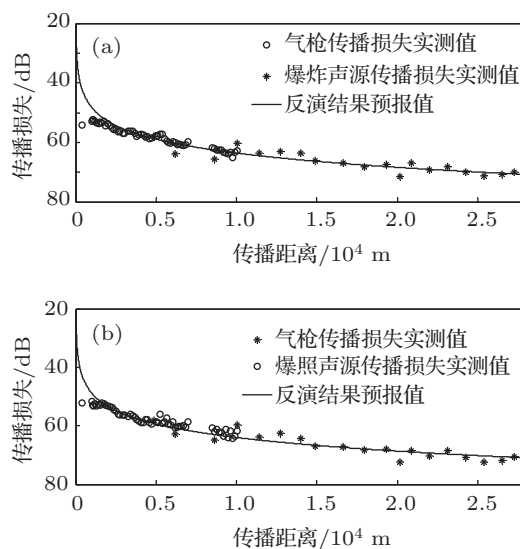 20
(a)
气枪传播损失实测值
爆炸声源传播损失实测值
反演结果预报值
40
60
80
传播损失/dB
0
0.5
1.0
1.5
2.0
2.5
传播距离/10⁴ m
20
(b)
气枪传播损失实测值
爆照声源传播损失实测值
反演结果预报值
40
60
80
传播损失/dB
0
0.5
1.0
1.5
2.0
2.5
传播距离/10⁴ m